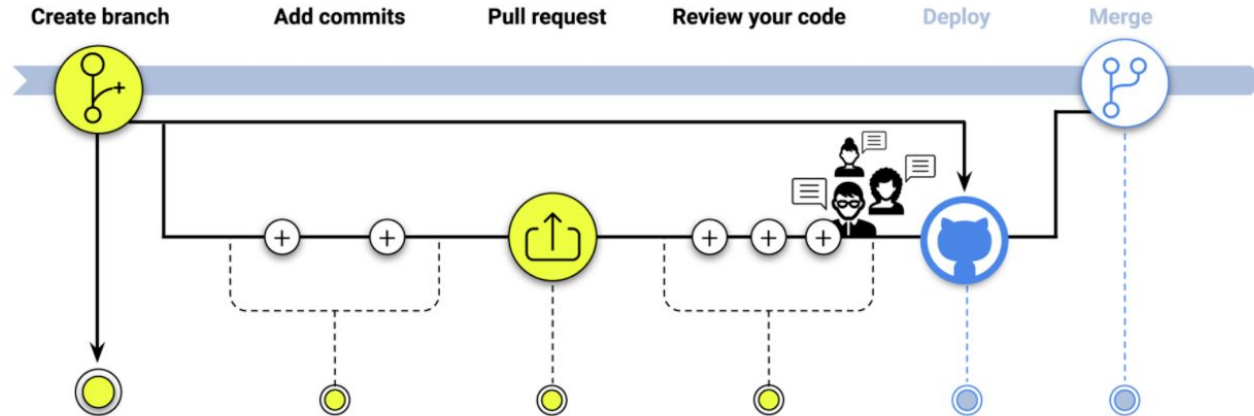 Create branch
Add commits
Pull request
Review your code
Deploy
Merge